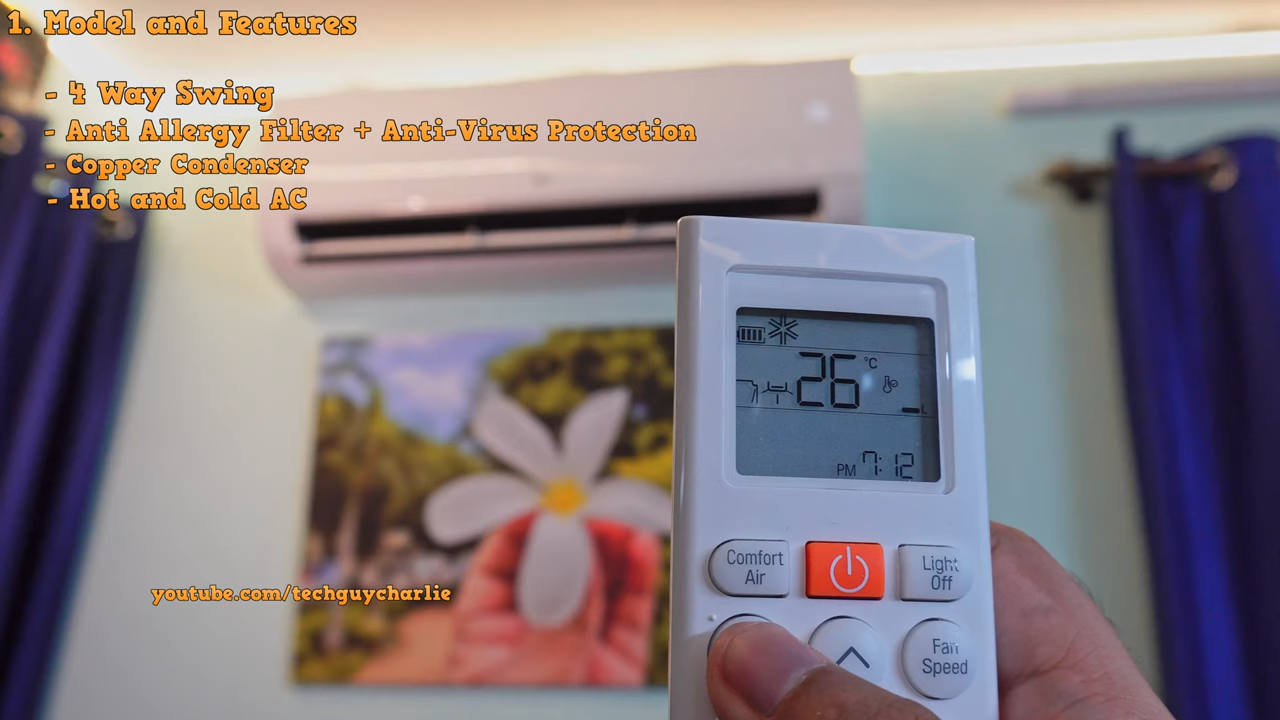 1. Model and Features
- 4 Way Swing
- Anti Allergy Filter + Anti-Virus Protection
- Copper Condenser
- Hot and Cold AC
26 °C
L
PM 7:12
Comfort Air
Light Off
Fan Speed
youtube.com/techguycharlie